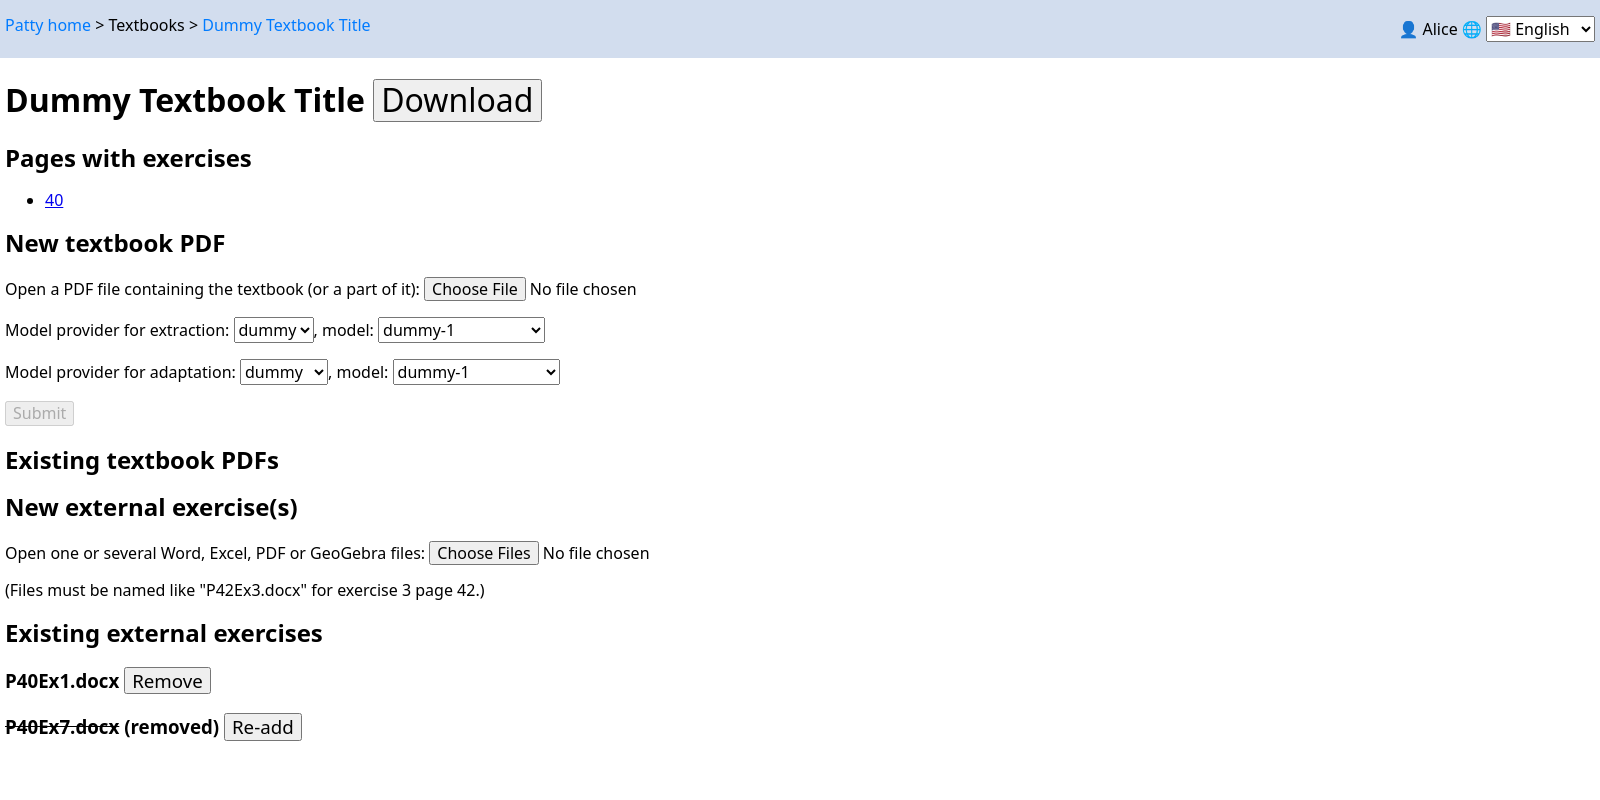 Patty home > Textbooks > Dummy Textbook Title
👤 Alice 🌐 🇺🇸 English
Dummy Textbook Title Download
Pages with exercises
• 40
New textbook PDF
Open a PDF file containing the textbook (or a part of it): Choose File No file chosen
Model provider for extraction: dummy, model: dummy-1
Model provider for adaptation: dummy, model: dummy-1
Submit
Existing textbook PDFs
New external exercise(s)
Open one or several Word, Excel, PDF or GeoGebra files: Choose Files No file chosen
(Files must be named like "P42Ex3.docx" for exercise 3 page 42.)
Existing external exercises
P40Ex1.docx Remove
P40Ex7.docx (removed) Re-add